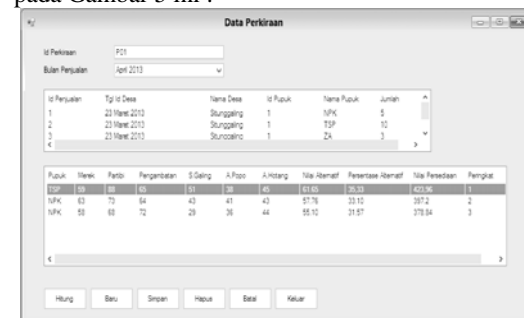 pada Gambar 5 ini :
Data Perkiraan
Id Perkiraan P01
Bulan Penjualan April 2013
Id Penjualan Tgl Id Desa Nama Desa Id Pupuk Nama Pupuk Jumlah
1 23 Maret 2013 Sitnggaling 1 NPK 5
2 23 Maret 2013 1 TSP 10
3 23 Maret 2013 1 ZA 3
Pupuk Merek Partisi Pengambatan S.Galing A.Popo A.Hotang Nilai Alternatif Persentase Alternatif Nilai Persediaan Peringkat
TSP 59 88 65 51 38 45 61.65 35,33 423,96 1
NPK 63 73 64 43 41 43 57.76 33.10 397.2 2
NPK 58 68 72 29 36 44 55.10 31.57 378.84 3
Hitung Baru Simpan Hapus Batal Keluar